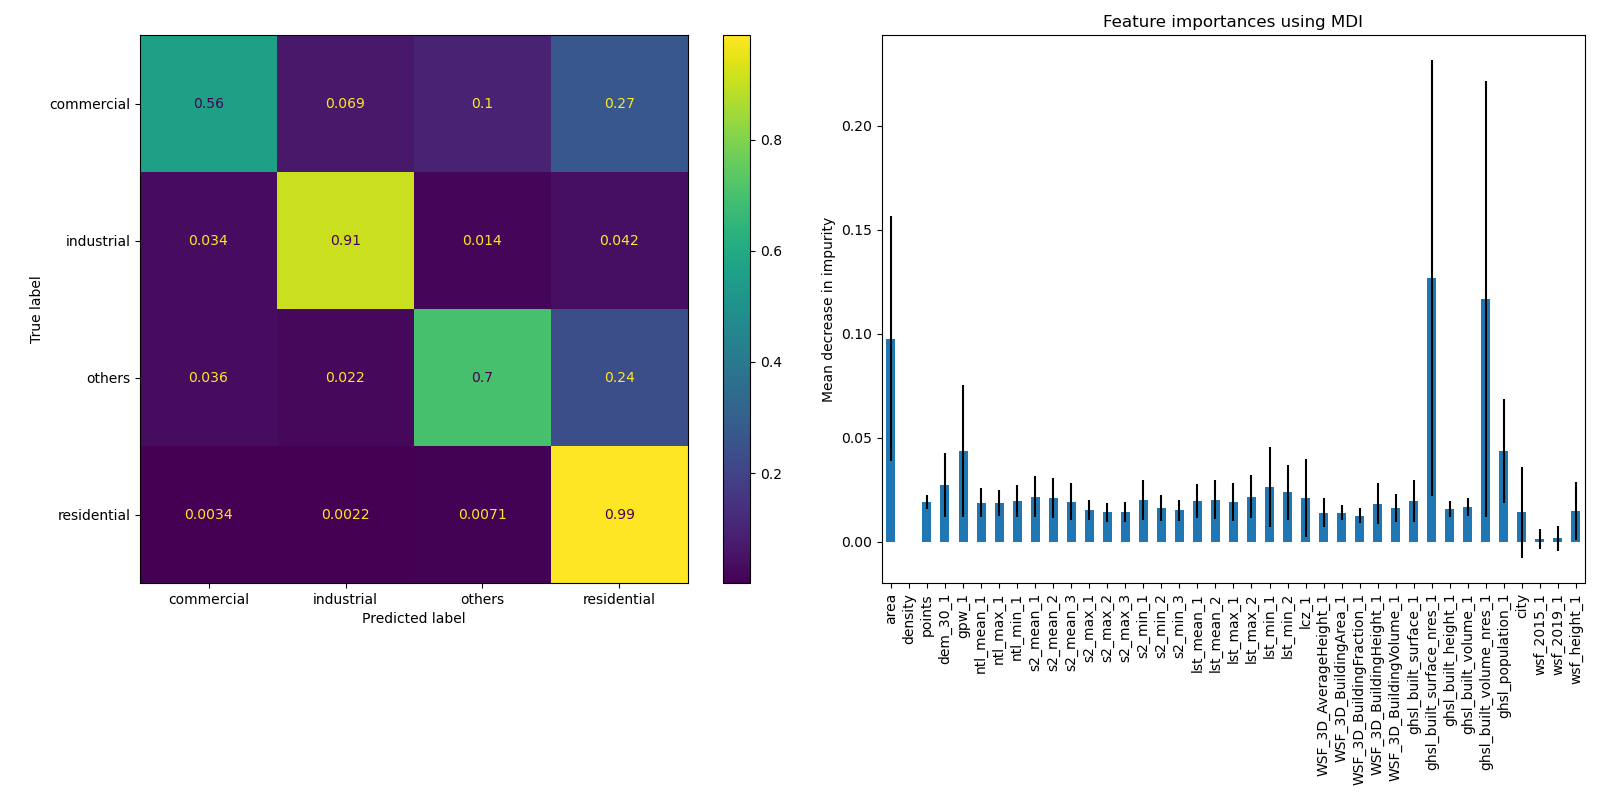 commercial
industrial
others
residential
True label
0.56
0.069
0.1
0.27
0.034
0.91
0.014
0.042
0.036
0.022
0.7
0.24
0.0034
0.0022
0.0071
0.99
commercial
industrial
others
residential
Predicted label
0.8
0.6
0.4
0.2
Feature importances using MDI
Mean decrease in impurity
0.20
0.15
0.10
0.05
0.00
area
density
points
dem_30_1
gpw_1
ntl_mean_1
ntl_max_1
ntl_min_1
s2_mean_1
s2_mean_2
s2_mean_3
s2_max_1
s2_max_2
s2_max_3
s2_min_1
s2_min_2
s2_min_3
lst_mean_1
lst_mean_2
lst_max_1
lst_max_2
lst_min_1
lst_min_2
lcz_1
WSF_3D_AverageHeight_1
WSF_3D_BuildingArea_1
WSF_3D_BuildingFraction_1
WSF_3D_BuildingHeight_1
WSF_3D_BuildingVolume_1
ghsl_built_surface_1
ghsl_built_surface_nres_1
ghsl_built_height_1
ghsl_built_volume_1
ghsl_built_volume_nres_1
ghsl_population_1
city
wsf_2015_1
wsf_2019_1
wsf_height_1